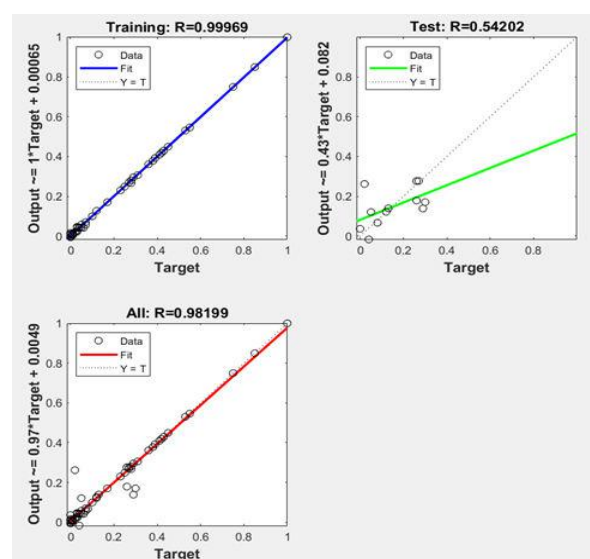 Training: R=0.99969
Output ~= 1*Target + 0.00065
1
0.8
0.6
0.4
0.2
0
Data
Fit
Y = T
0
0.2
0.4
0.6
0.8
1
Target
Test: R=0.54202
Output ~= 0.43*Target + 0.082
0.8
0.6
0.4
0.2
0
Data
Fit
Y = T
0
0.2
0.4
0.6
0.8
Target
All: R=0.98199
Output ~= 0.97*Target + 0.0049
1
0.8
0.6
0.4
0.2
0
Data
Fit
Y = T
0
0.2
0.4
0.6
0.8
1
Target